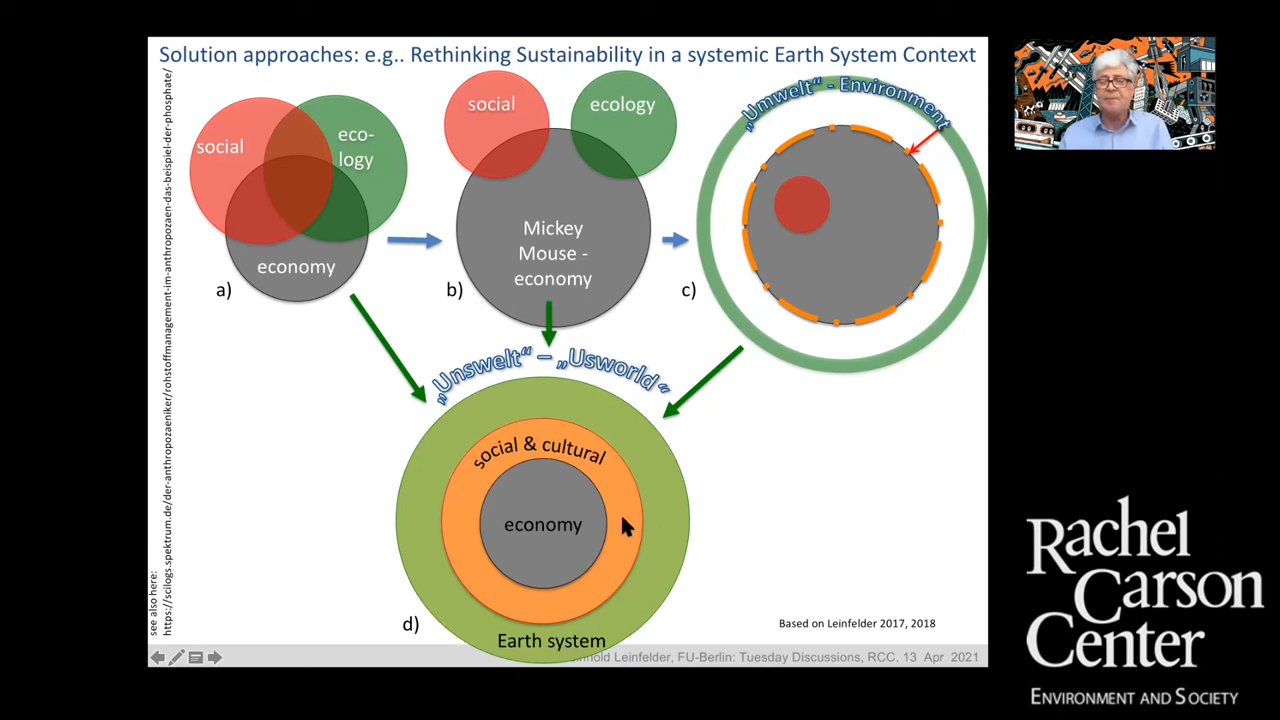 Solution approaches: e.g.. Rethinking Sustainability in a systemic Earth System Context
see also here:
https://scilogs.spektrum.de/der-anthropozaeniker/rohstoffmanagement-im-anthropozaen-das-beispiel-der-phosphate/
social
eco-
logy
economy
a)
social
ecology
Mickey
Mouse -
economy
b)
„Umwelt“ - Environment
c)
„Unswelt“ – „Usworld“
social & cultural
economy
Earth system
d)
Based on Leinfelder 2017, 2018
Leinfelder, FU-Berlin: Tuesday Discussions, RCC, 13 Apr 2021
Rachel
Carson
Center
ENVIRONMENT AND SOCIETY